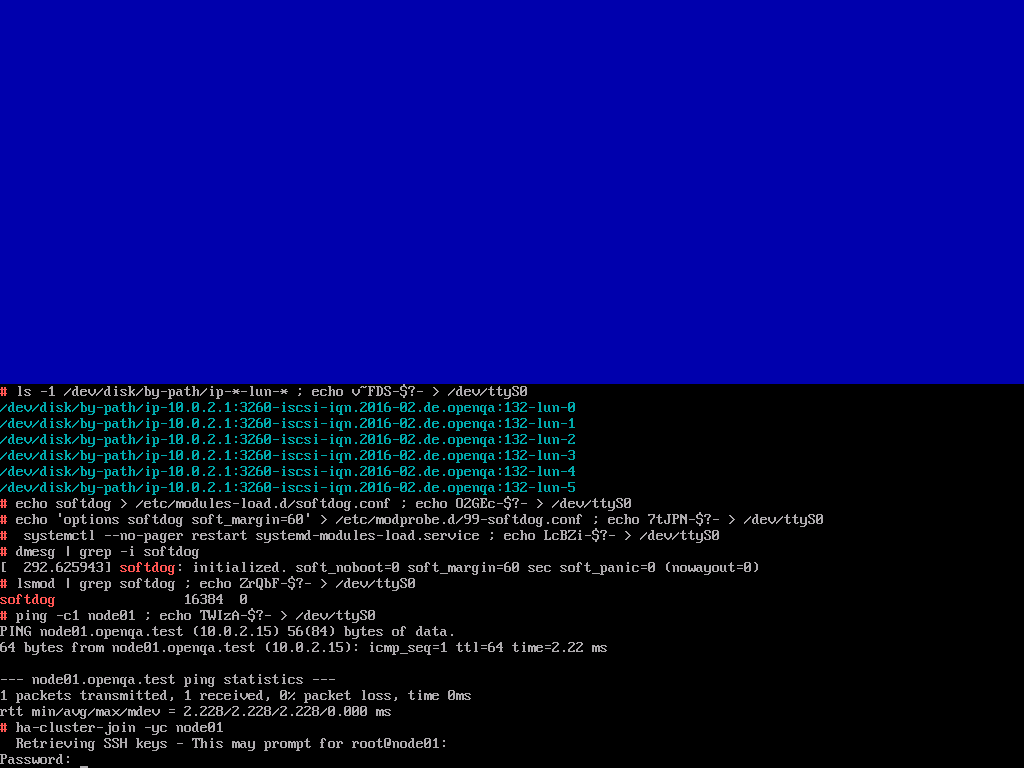 # ls -1 /dev/disk/by-path/ip-*-lun-* ; echo v~FDS-$?- > /dev/ttyS0
/dev/disk/by-path/ip-10.0.2.1:3260-iscsi-iqn.2016-02.de.openqa:132-lun-0
/dev/disk/by-path/ip-10.0.2.1:3260-iscsi-iqn.2016-02.de.openqa:132-lun-1
/dev/disk/by-path/ip-10.0.2.1:3260-iscsi-iqn.2016-02.de.openqa:132-lun-2
/dev/disk/by-path/ip-10.0.2.1:3260-iscsi-iqn.2016-02.de.openqa:132-lun-3
/dev/disk/by-path/ip-10.0.2.1:3260-iscsi-iqn.2016-02.de.openqa:132-lun-4
/dev/disk/by-path/ip-10.0.2.1:3260-iscsi-iqn.2016-02.de.openqa:132-lun-5
# echo softdog > /etc/modules-load.d/softdog.conf ; echo O2GEc-$?- > /dev/ttyS0
# echo 'options softdog soft_margin=60' > /etc/modprobe.d/99-softdog.conf ; echo 7tJPN-$?- > /dev/ttyS0
#  systemctl --no-pager restart systemd-modules-load.service ; echo LcBZi-$?- > /dev/ttyS0
# dmesg | grep -i softdog
[  292.625943] softdog: initialized. soft_noboot=0 soft_margin=60 sec soft_panic=0 (nowayout=0)
# lsmod | grep softdog ; echo ZrQbF-$?- > /dev/ttyS0
softdog                16384  0
# ping -c1 node01 ; echo TWIzA-$?- > /dev/ttyS0
PING node01.openqa.test (10.0.2.15) 56(84) bytes of data.
64 bytes from node01.openqa.test (10.0.2.15): icmp_seq=1 ttl=64 time=2.22 ms

--- node01.openqa.test ping statistics ---
1 packets transmitted, 1 received, 0% packet loss, time 0ms
rtt min/avg/max/mdev = 2.228/2.228/2.228/0.000 ms
# ha-cluster-join -yc node01
  Retrieving SSH keys - This may prompt for root@node01:
Password: _